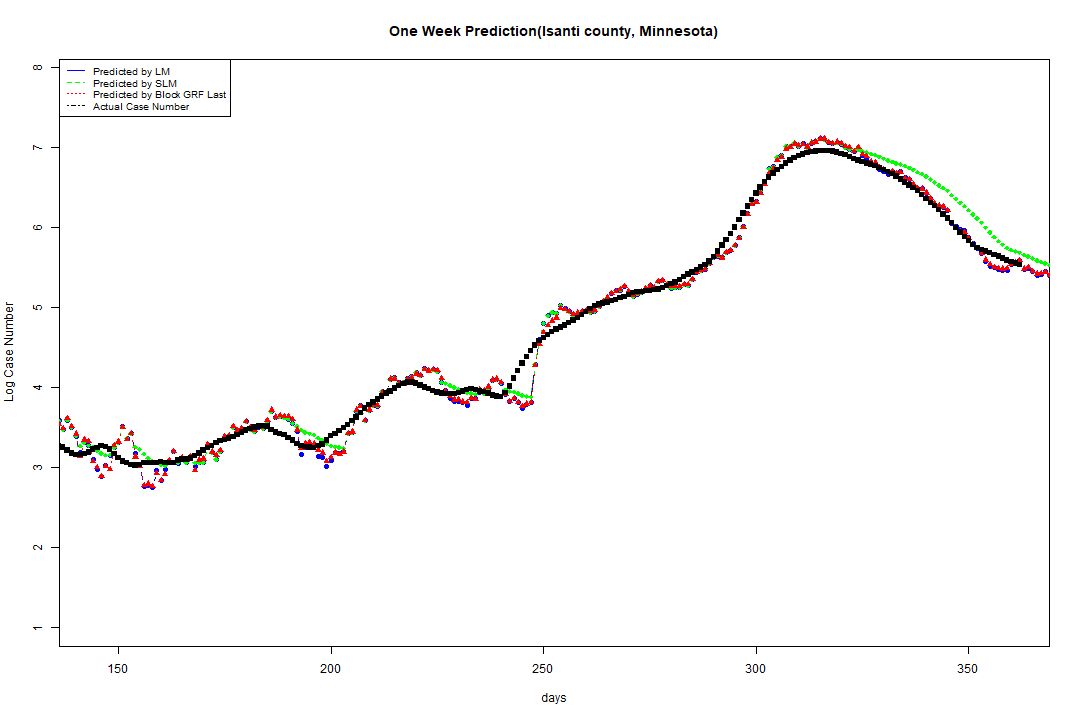 One Week Prediction(Isanti county, Minnesota)
Predicted by LM
Predicted by SLM
Predicted by Block GRF Last
Actual Case Number
8
7
6
5
4
3
2
1
Log Case Number
150 200 250 300 350
days